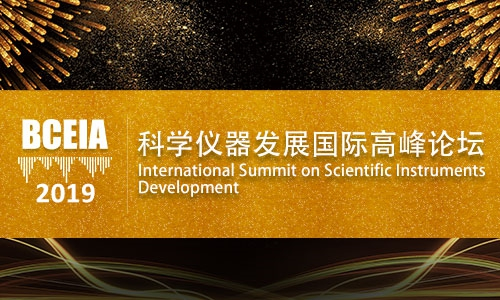 BCEIA
2019
科学仪器发展国际高峰论坛
International Summit on Scientific Instruments
Development